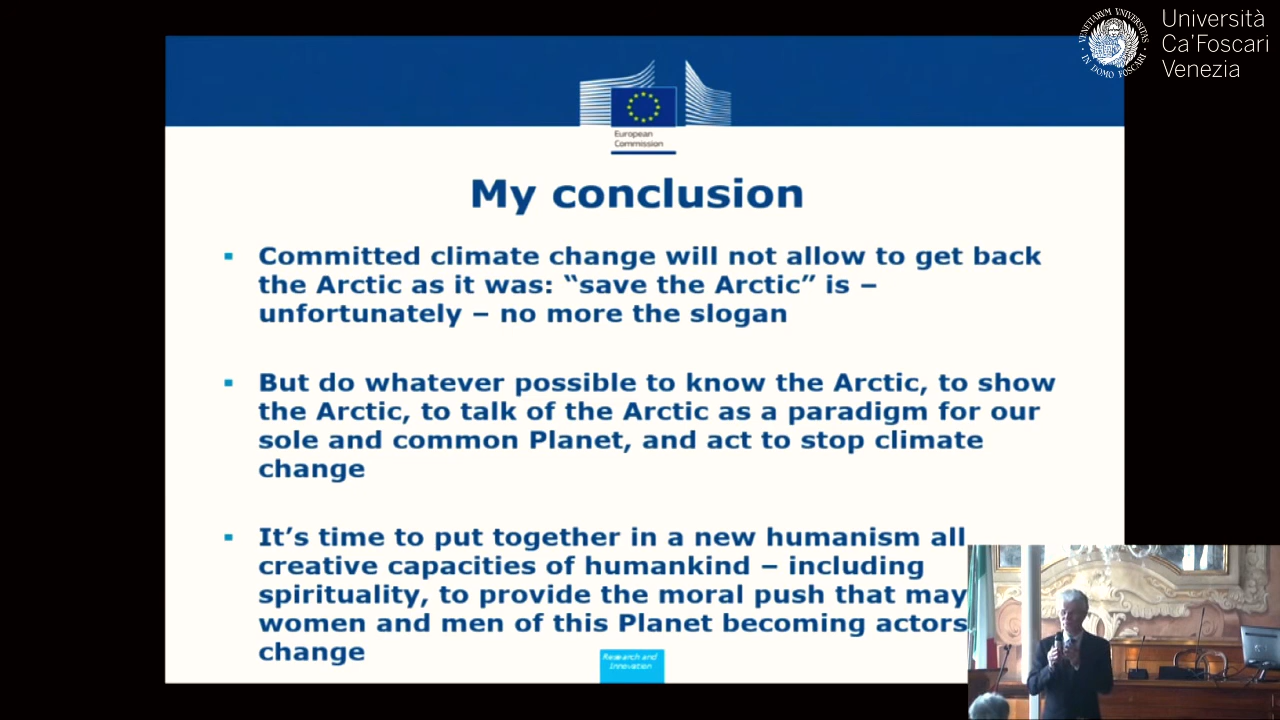 Università
Ca'Foscari
Venezia
VENETIARVM VNIVERSITAS
IN DOMO FOSCARI
European
Commission
My conclusion
Committed climate change will not allow to get back
the Arctic as it was: “save the Arctic” is –
unfortunately – no more the slogan
But do whatever possible to know the Arctic, to show
the Arctic, to talk of the Arctic as a paradigm for our
sole and common Planet, and act to stop climate
change
It’s time to put together in a new humanism all
creative capacities of humankind – including
spirituality, to provide the moral push that may
women and men of this Planet becoming actors
change
Research and
Innovation